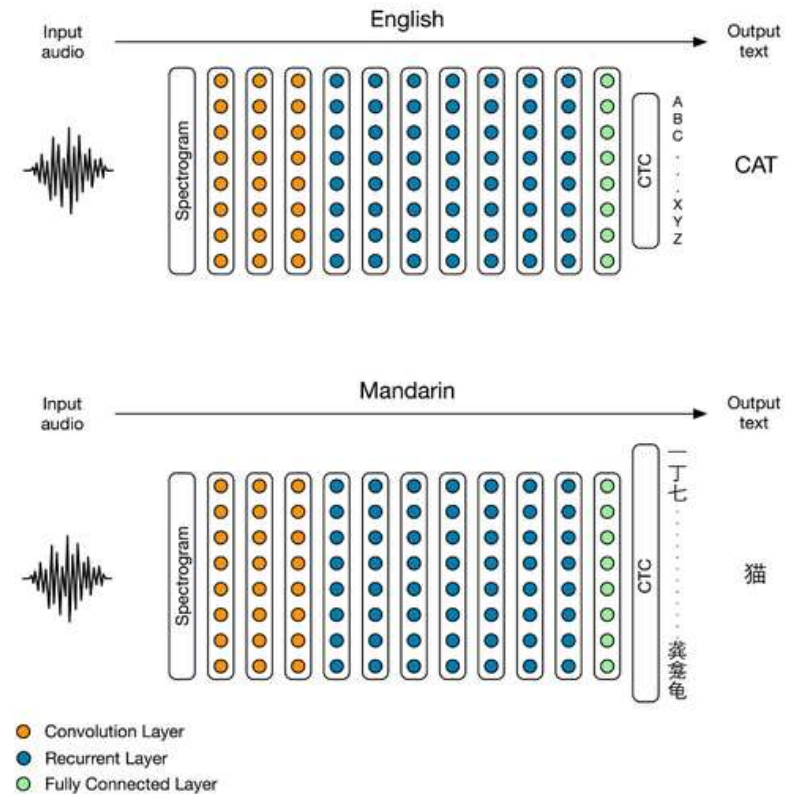 English
Input
audio
Output
text
Spectrogram
CTC
A
B
C
.
.
.
X
Y
Z
CAT
Mandarin
Input
audio
Output
text
Spectrogram
CTC
一
丁
七
.
.
.
.
.
.
.
.
.
龚
龛
龟
猫
Convolution Layer
Recurrent Layer
Fully Connected Layer